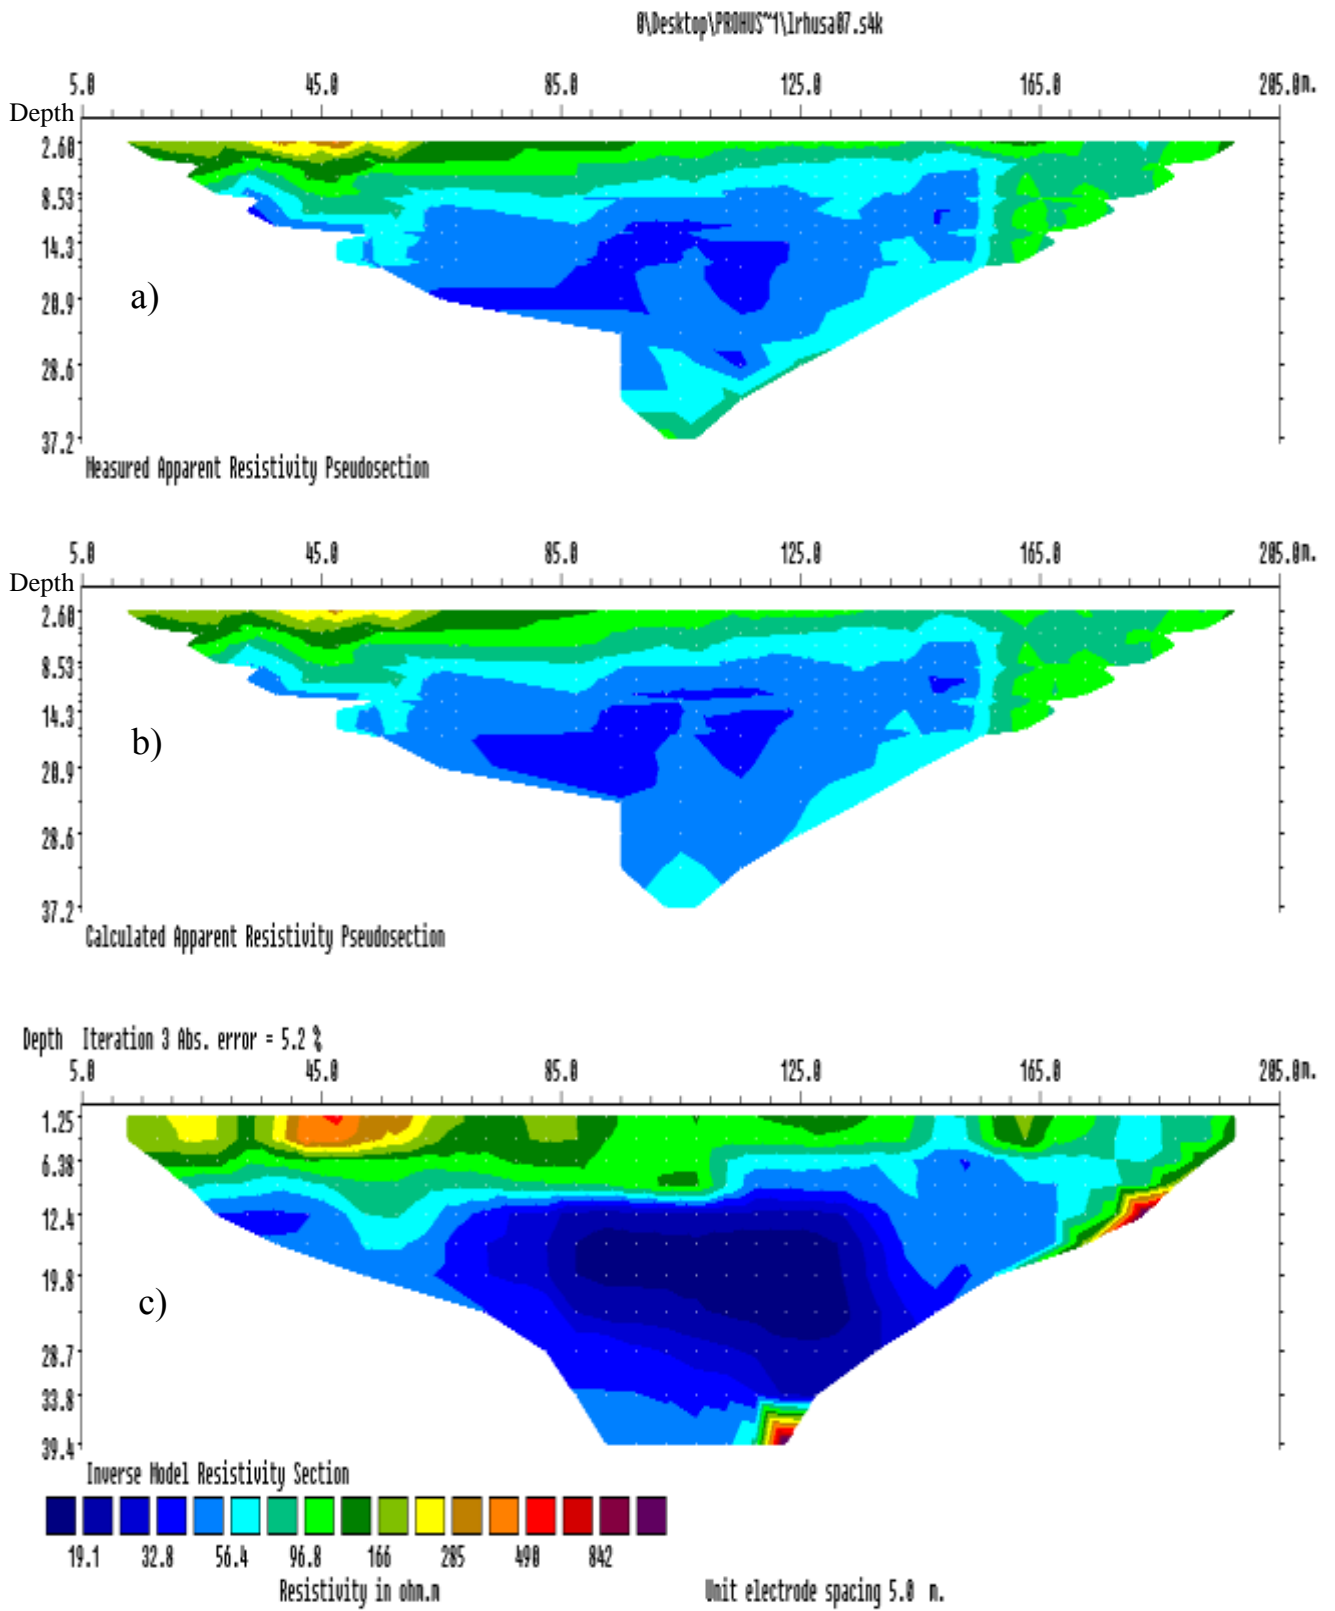 0\Desktop\PROHUS~1\lrhusa07.s4k
5.0 45.0 85.0 125.0 165.0 205.0m.
Depth
2.60
8.53
14.3
a)
20.9
28.6
37.2
Measured Apparent Resistivity Pseudosection
5.0 45.0 85.0 125.0 165.0 205.0m.
Depth
2.60
8.53
14.3
b)
20.9
28.6
37.2
Calculated Apparent Resistivity Pseudosection
Depth Iteration 3 Abs. error = 5.2 %
5.0 45.0 85.0 125.0 165.0 205.0m.
1.25
6.38
12.4
19.8
c)
28.7
33.8
39.4
Inverse Model Resistivity Section
19.1 32.8 56.4 96.8 166 285 490 842
Resistivity in ohm.m Unit electrode spacing 5.0 m.